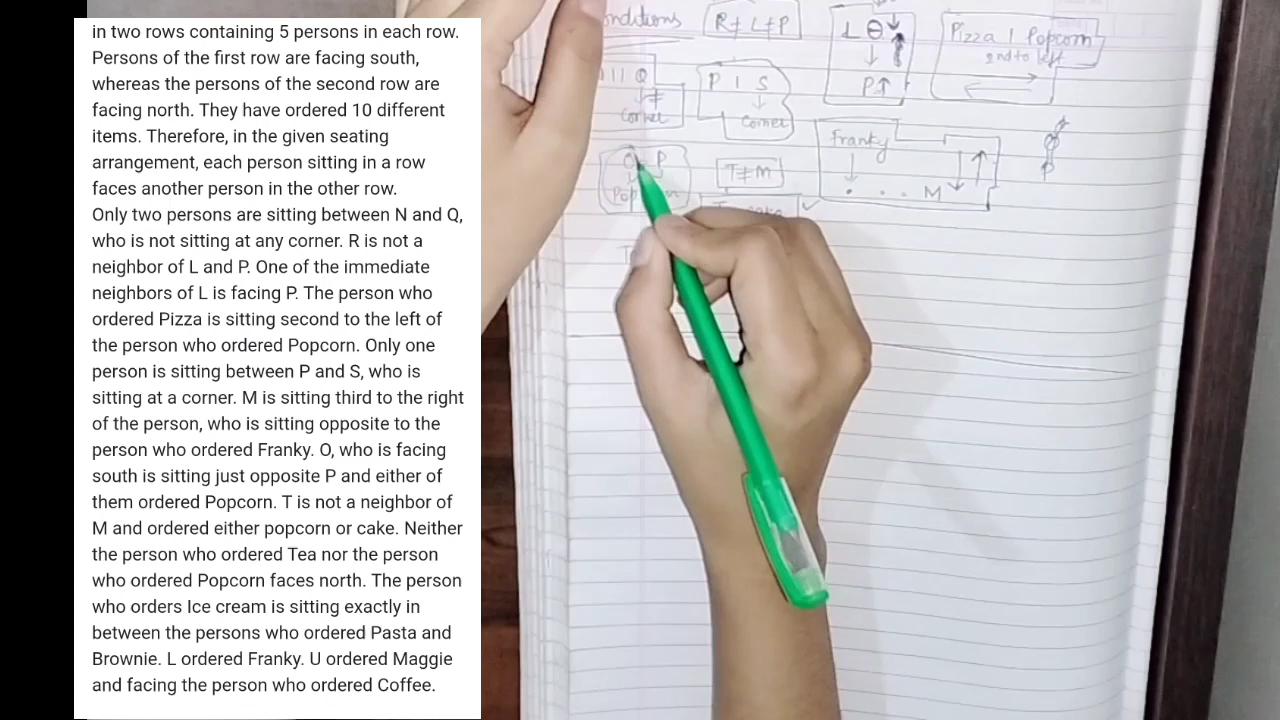 in two rows containing 5 persons in each row.
Persons of the first row are facing south,
whereas the persons of the second row are
facing north. They have ordered 10 different
items. Therefore, in the given seating
arrangement, each person sitting in a row
faces another person in the other row.
Only two persons are sitting between N and Q,
who is not sitting at any corner. R is not a
neighbor of L and P. One of the immediate
neighbors of L is facing P. The person who
ordered Pizza is sitting second to the left of
the person who ordered Popcorn. Only one
person is sitting between P and S, who is
sitting at a corner. M is sitting third to the right
of the person, who is sitting opposite to the
person who ordered Franky. O, who is facing
south is sitting just opposite P and either of
them ordered Popcorn. T is not a neighbor of
M and ordered either popcorn or cake. Neither
the person who ordered Tea nor the person
who ordered Popcorn faces north. The person
who orders Ice cream is sitting exactly in
between the persons who ordered Pasta and
Brownie. L ordered Franky. U ordered Maggie
and facing the person who ordered Coffee.
onditions
R ≠ L ≠ P
L ⊖ ↓
↓
P ↑
Pizza | Popcorn
2nd to left
| | Q
↓ ≠
Corner
P | S
↓
Corner
Franky
↓
. . . M ↓ ↑
P
T ≠ M
P